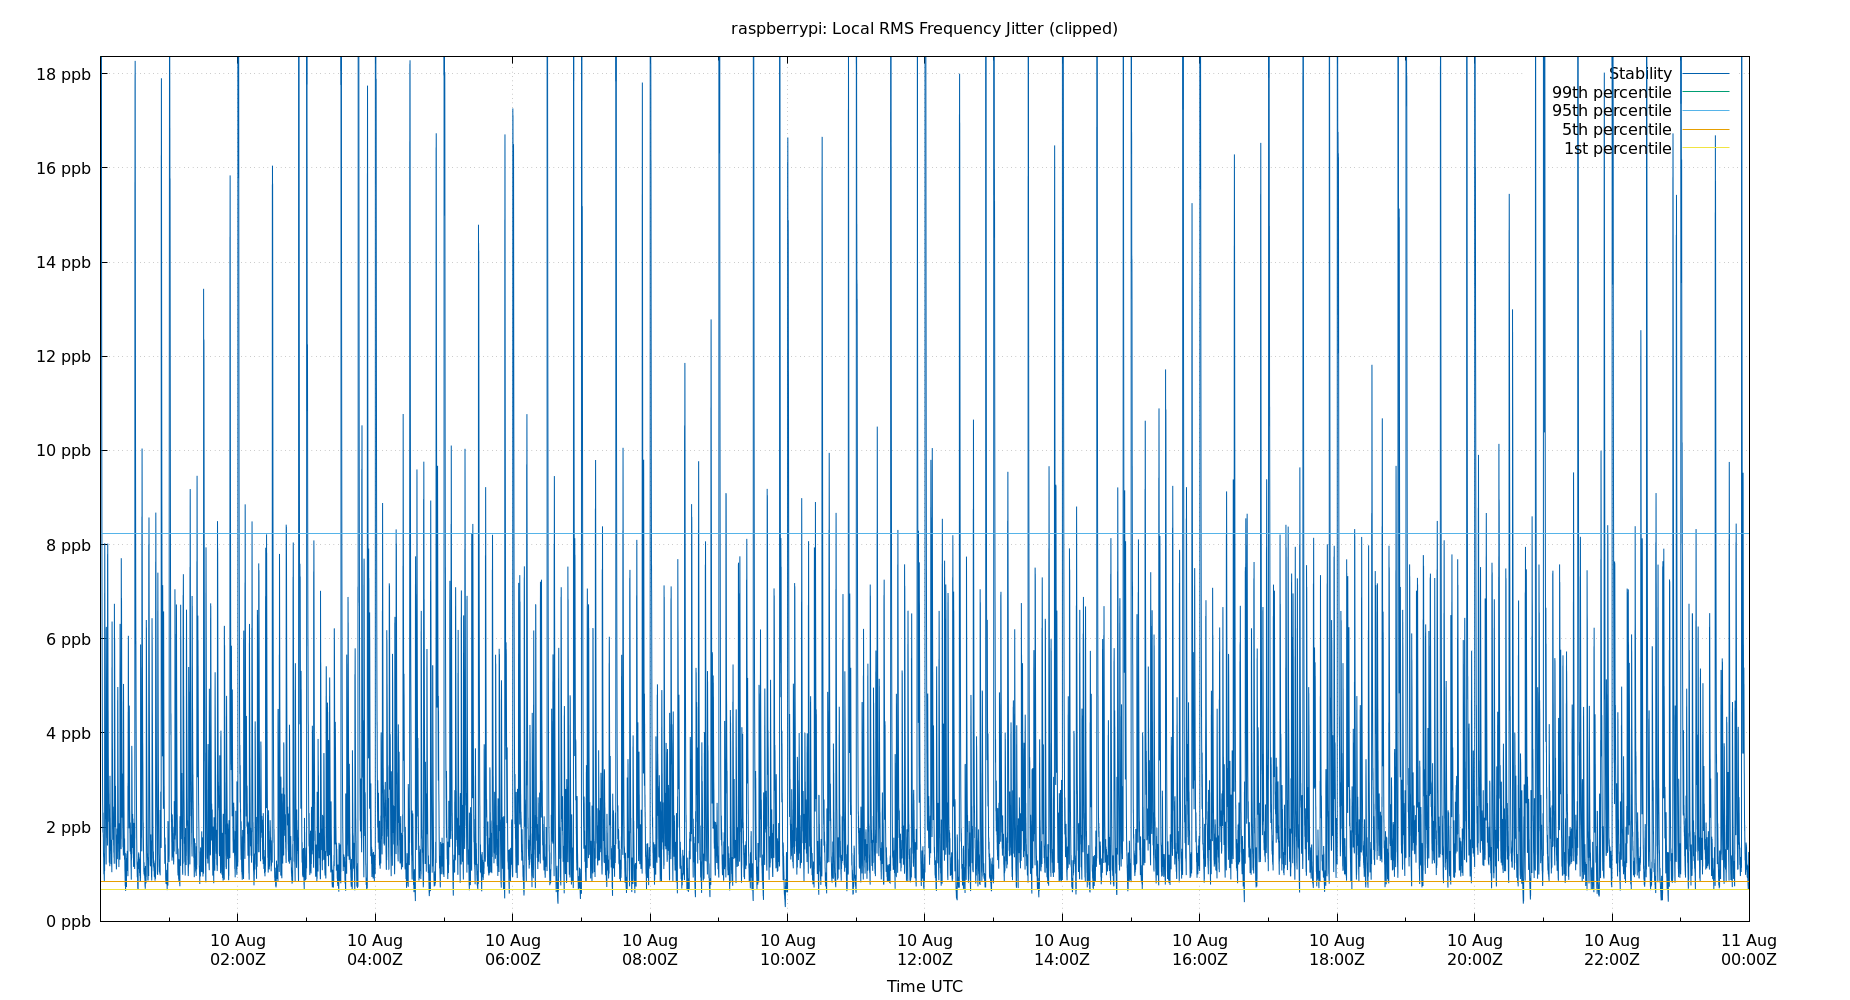 raspberrypi: Local RMS Frequency Jitter (clipped)
18 ppb
16 ppb
14 ppb
12 ppb
10 ppb
8 ppb
6 ppb
4 ppb
2 ppb
0 ppb
Stability
99th percentile
95th percentile
5th percentile
1st percentile
10 Aug 10 Aug 10 Aug 10 Aug 10 Aug 10 Aug 10 Aug 10 Aug 10 Aug 10 Aug 10 Aug 11 Aug
02:00Z 04:00Z 06:00Z 08:00Z 10:00Z 12:00Z 14:00Z 16:00Z 18:00Z 20:00Z 22:00Z 00:00Z
Time UTC